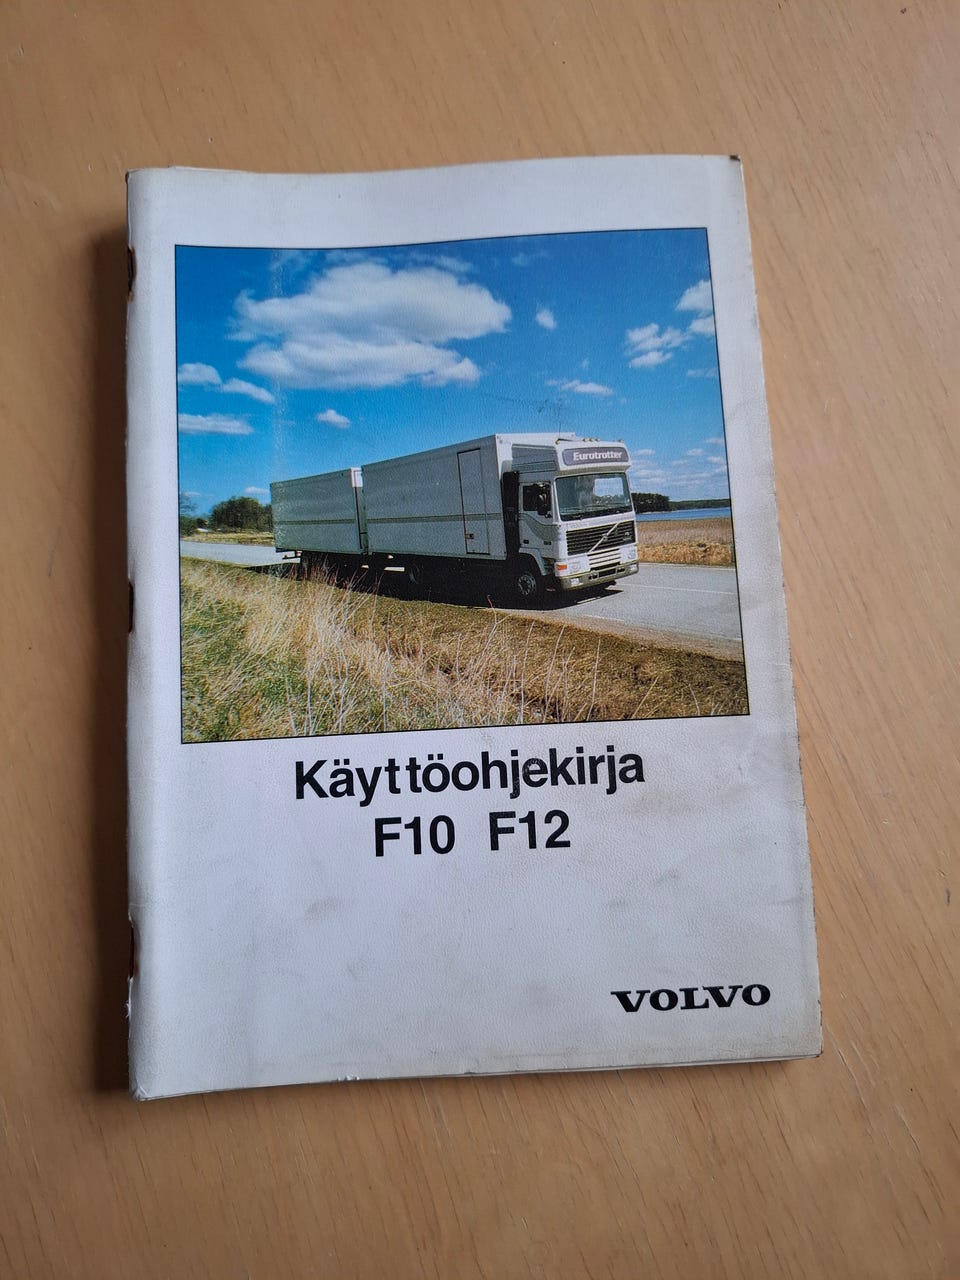 Eurotrotter
Käyttöohjekirja
F10 F12
VOLVO